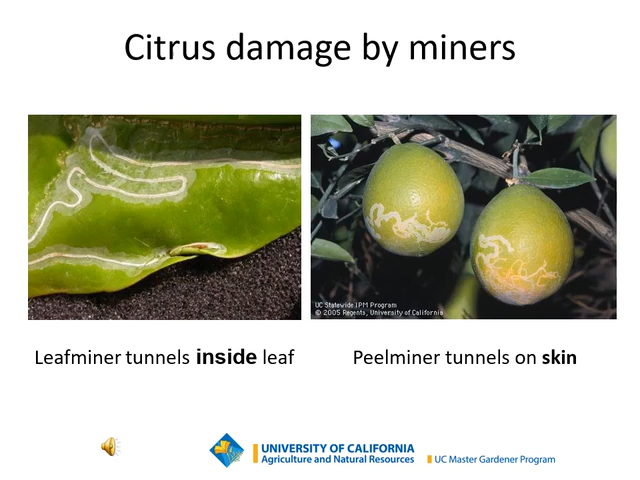 Citrus damage by miners
UC Statewide IPM Program
© 2005 Regents, University of California
Leafminer tunnels inside leaf
Peelminer tunnels on skin
UNIVERSITY OF CALIFORNIA
Agriculture and Natural Resources
UC Master Gardener Program